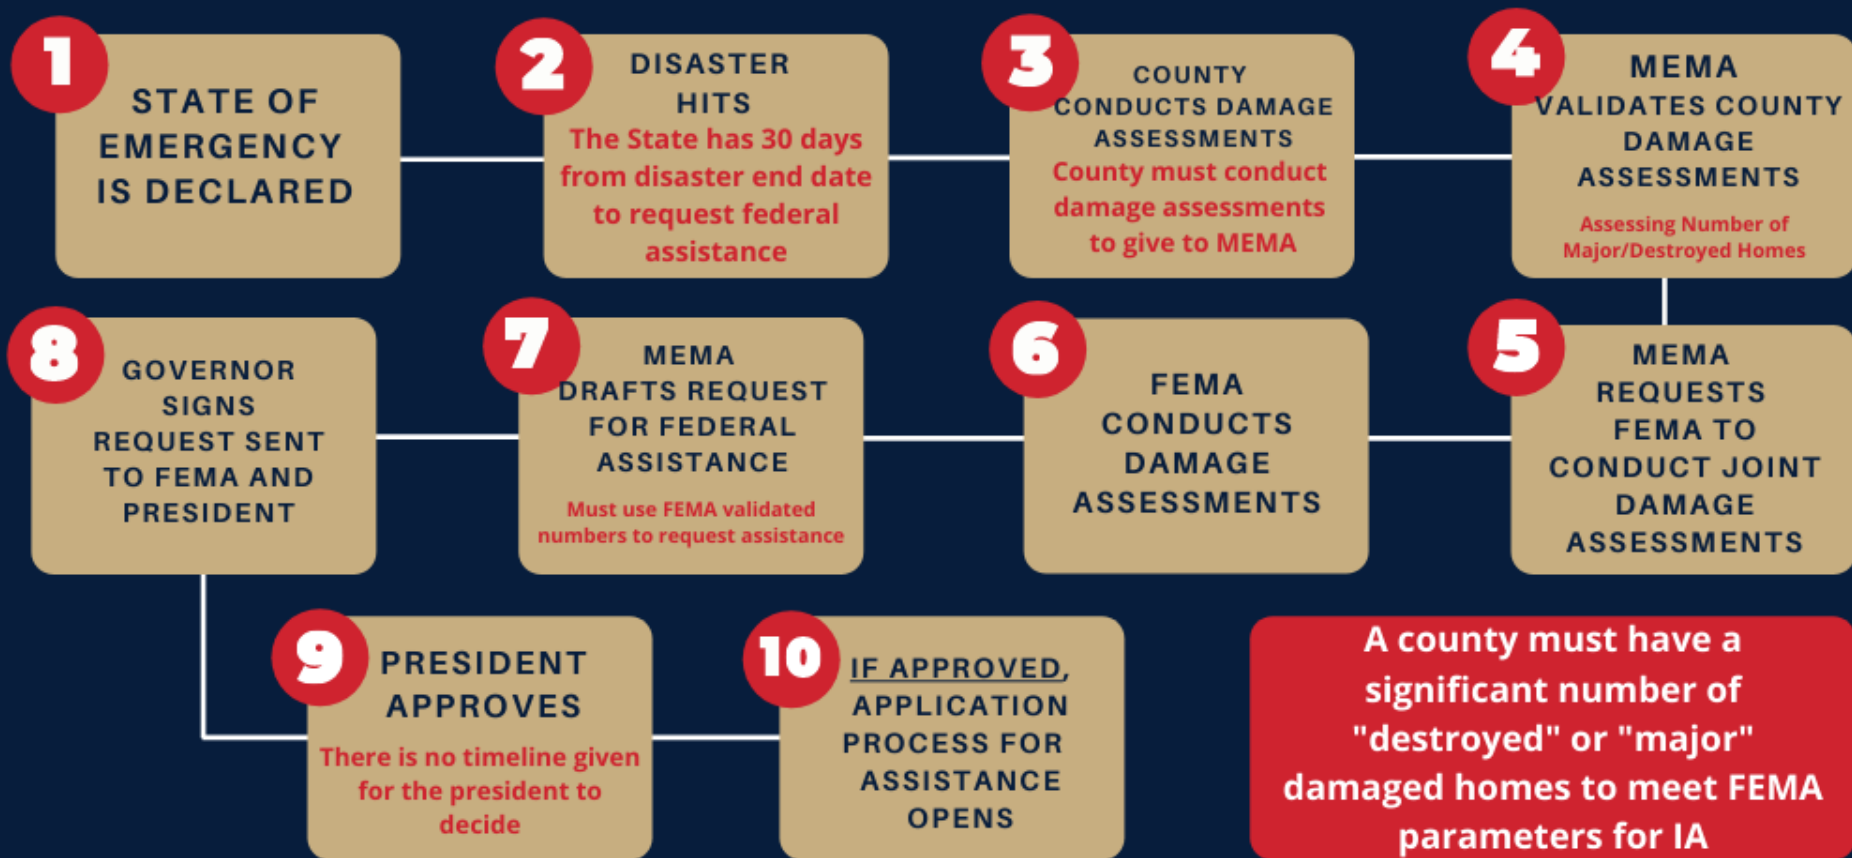 1
STATE OF
EMERGENCY
IS DECLARED
2
DISASTER
HITS
The State has 30 days
from disaster end date
to request federal
assistance
3
COUNTY
CONDUCTS DAMAGE
ASSESSMENTS
County must conduct
damage assessments
to give to MEMA
4
MEMA
VALIDATES COUNTY
DAMAGE
ASSESSMENTS
Assessing Number of
Major/Destroyed Homes
5
MEMA
REQUESTS
FEMA TO
CONDUCT JOINT
DAMAGE
ASSESSMENTS
6
FEMA
CONDUCTS
DAMAGE
ASSESSMENTS
7
MEMA
DRAFTS REQUEST
FOR FEDERAL
ASSISTANCE
Must use FEMA validated
numbers to request assistance
8
GOVERNOR
SIGNS
REQUEST SENT
TO FEMA AND
PRESIDENT
9
PRESIDENT
APPROVES
There is no timeline given
for the president to
decide
10
IF APPROVED,
APPLICATION
PROCESS FOR
ASSISTANCE
OPENS
A county must have a
significant number of
"destroyed" or "major"
damaged homes to meet FEMA
parameters for IA